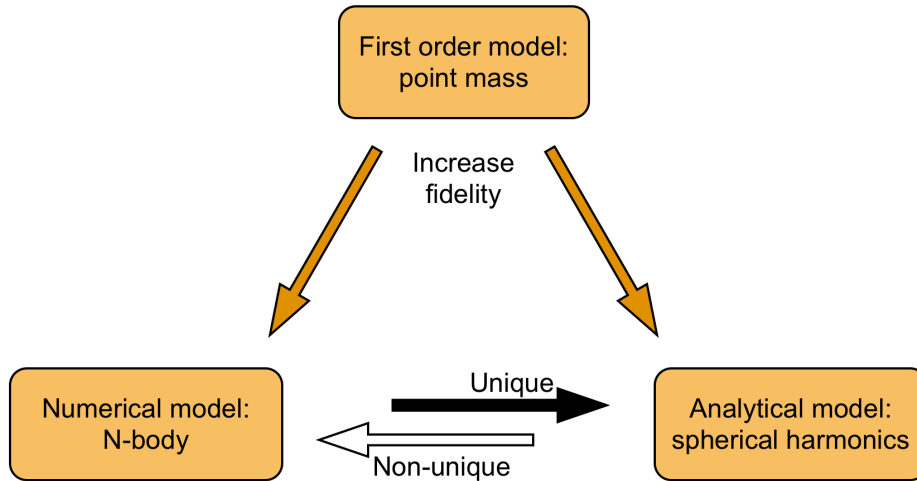 First order model:
point mass
Increase
fidelity
Unique
Numerical model:
N-body
Analytical model:
spherical harmonics
Non-unique